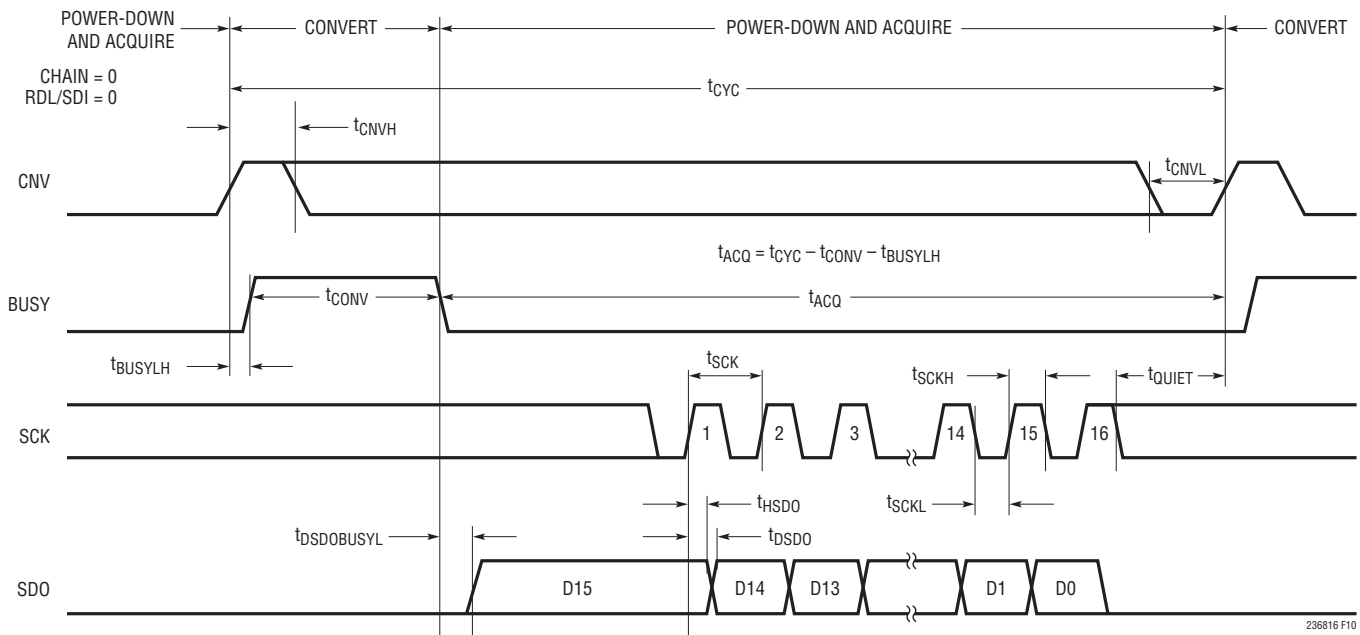 POWER-DOWN
AND ACQUIRE
CONVERT
POWER-DOWN AND ACQUIRE
CONVERT
CHAIN = 0
RDL/SDI = 0
tCYC
tCNVH
CNV
tCNVL
tACQ = tCYC – tCONV – tBUSYLH
BUSY
tCONV
tACQ
tBUSYLH
tSCK
tSCKH
tQUIET
SCK
1
2
3
14
15
16
tHSDO
tSCKL
tDSDOBUSYL
tDSDO
SDO
D15
D14
D13
D1
D0
236816 F10